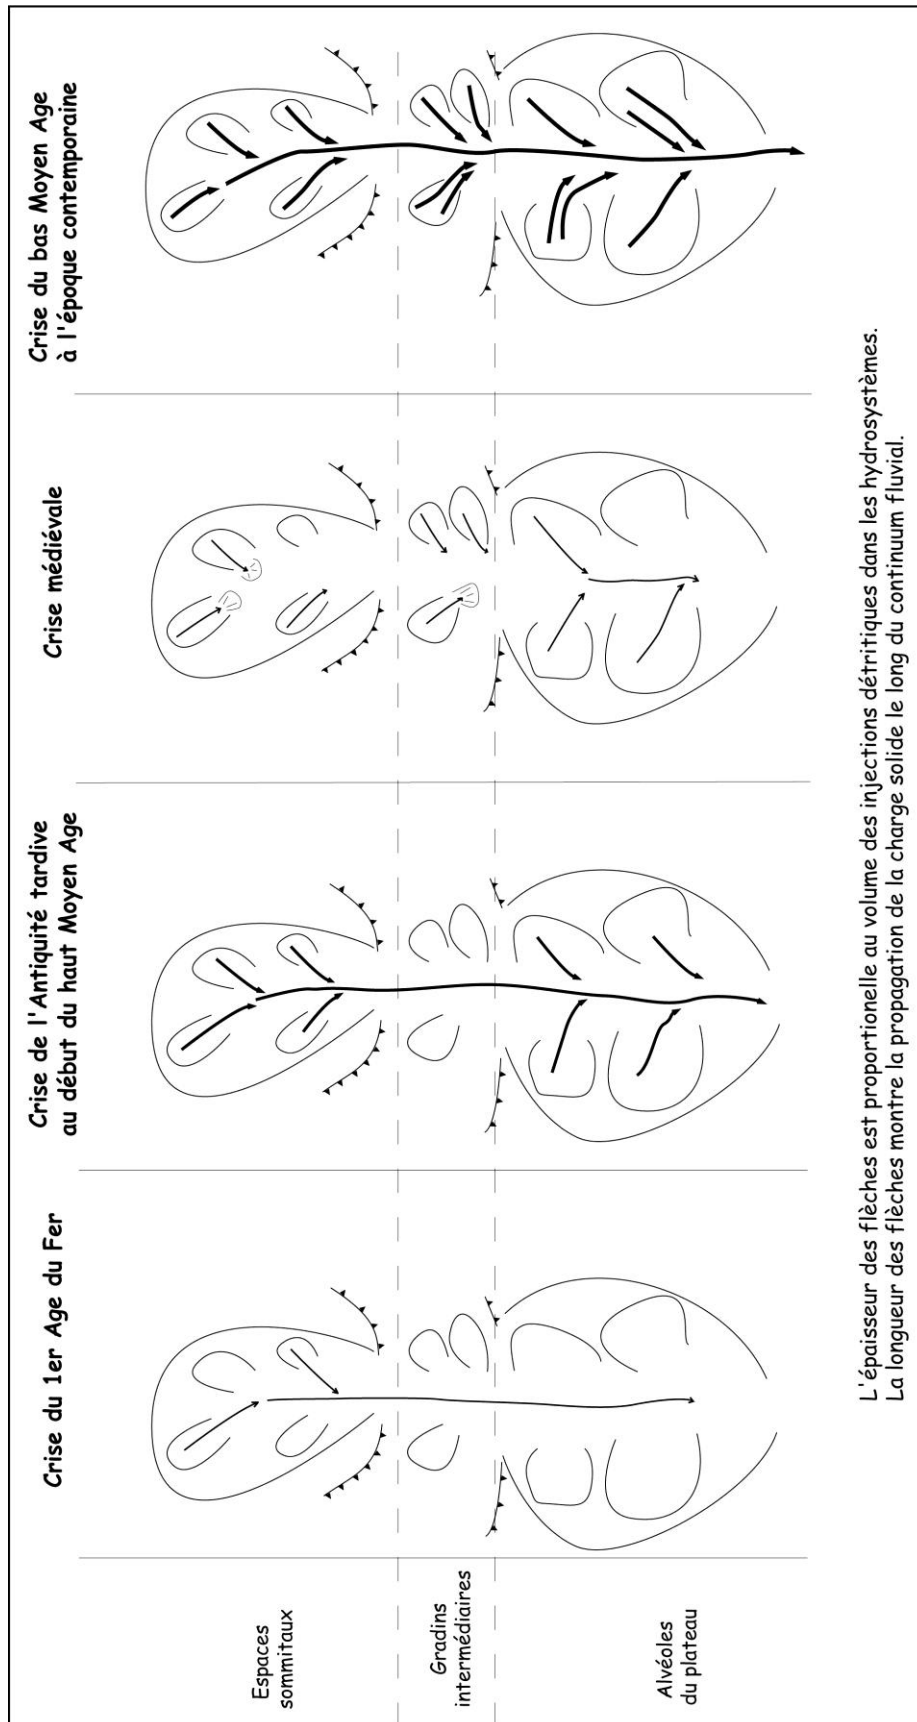 Crise du 1er Age du Fer
Crise de l'Antiquité tardive
au début du haut Moyen Age
Crise médiévale
Crise du bas Moyen Age
à l'époque contemporaine
Espaces
sommitaux
Gradins
intermédiaires
Alvéoles
du plateau
L'épaisseur des flèches est proportionelle au volume des injections détritiques dans les hydrosystèmes.
La longueur des flèches montre la propagation de la charge solide le long du continuum fluvial.